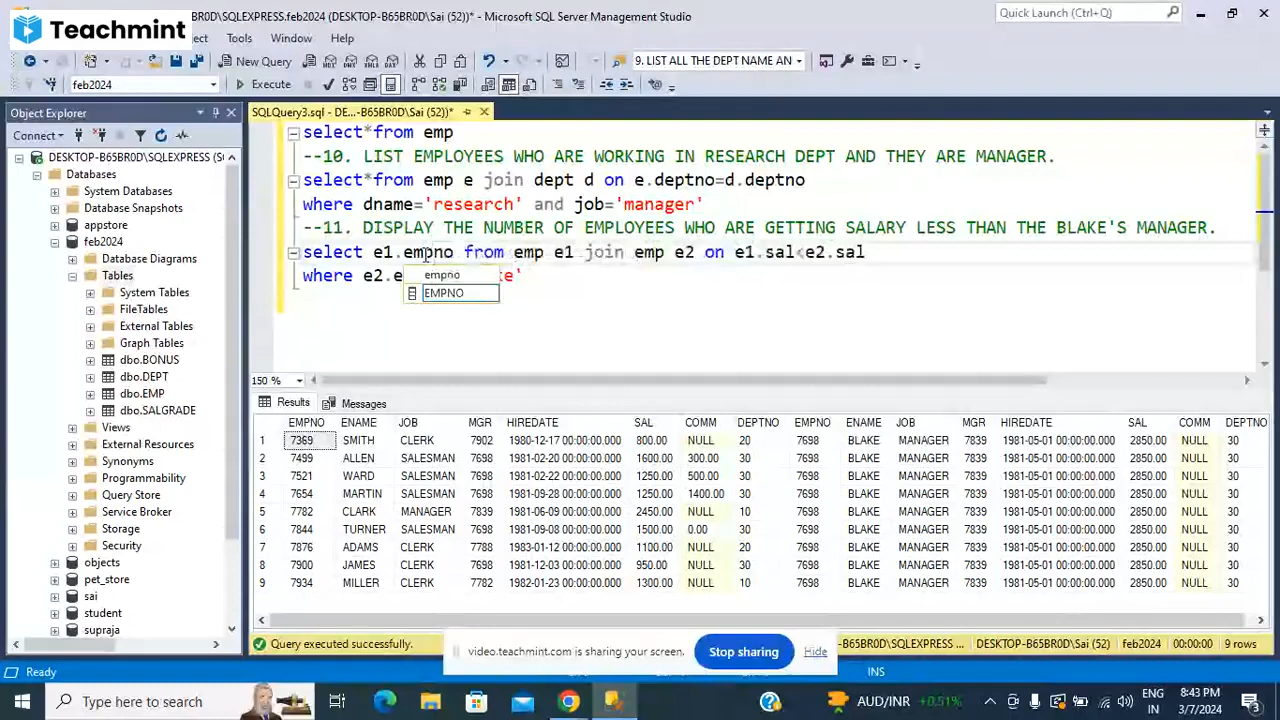 Teachmint
\SQLEXPRESS.feb2024 (DESKTOP-B65BR0D\Sai (52))* - Microsoft SQL Server Management Studio
Quick Launch (Ctrl+Q)
Tools Window Help
New Query
MDX DMX XMLA DAX
9. LIST ALL THE DEPT NAME AN
feb2024
Execute
Object Explorer
SQLQuery3.sql - DE...-B65BR0D\Sai (52))*
Connect
DESKTOP-B65BR0D\SQLEXPRESS (SQ
Databases
System Databases
Database Snapshots
appstore
feb2024
Database Diagrams
Tables
System Tables
FileTables
External Tables
Graph Tables
dbo.BONUS
dbo.DEPT
dbo.EMP
dbo.SALGRADE
Views
External Resources
Synonyms
Programmability
Query Store
Service Broker
Storage
Security
objects
pet_store
sai
student
supraja
select*from emp
--10. LIST EMPLOYEES WHO ARE WORKING IN RESEARCH DEPT AND THEY ARE MANAGER.
select*from emp e join dept d on e.deptno=d.deptno
where dname='research' and job='manager'
--11. DISPLAY THE NUMBER OF EMPLOYEES WHO ARE GETTING SALARY LESS THAN THE BLAKE'S MANAGER.
select e1.empno from emp e1 join emp e2 on e1.sal<e2.sal
where e2.e
empno
EMPNO
150 %
Results Messages
EMPNO ENAME JOB MGR HIREDATE SAL COMM DEPTNO EMPNO ENAME JOB MGR HIREDATE SAL COMM DEPTNO
1 7369 SMITH CLERK 7902 1980-12-17 00:00:00.000 800.00 NULL 20 7698 BLAKE MANAGER 7839 1981-05-01 00:00:00.000 2850.00 NULL 30
2 7499 ALLEN SALESMAN 7698 1981-02-20 00:00:00.000 1600.00 300.00 30 7698 BLAKE MANAGER 7839 1981-05-01 00:00:00.000 2850.00 NULL 30
3 7521 WARD SALESMAN 7698 1981-02-22 00:00:00.000 1250.00 500.00 30 7698 BLAKE MANAGER 7839 1981-05-01 00:00:00.000 2850.00 NULL 30
4 7654 MARTIN SALESMAN 7698 1981-09-28 00:00:00.000 1250.00 1400.00 30 7698 BLAKE MANAGER 7839 1981-05-01 00:00:00.000 2850.00 NULL 30
5 7782 CLARK MANAGER 7839 1981-06-09 00:00:00.000 2450.00 NULL 10 7698 BLAKE MANAGER 7839 1981-05-01 00:00:00.000 2850.00 NULL 30
6 7844 TURNER SALESMAN 7698 1981-09-08 00:00:00.000 1500.00 0.00 30 7698 BLAKE MANAGER 7839 1981-05-01 00:00:00.000 2850.00 NULL 30
7 7876 ADAMS CLERK 7788 1983-01-12 00:00:00.000 1100.00 NULL 20 7698 BLAKE MANAGER 7839 1981-05-01 00:00:00.000 2850.00 NULL 30
8 7900 JAMES CLERK 7698 1981-12-03 00:00:00.000 950.00 NULL 30 7698 BLAKE MANAGER 7839 1981-05-01 00:00:00.000 2850.00 NULL 30
9 7934 MILLER CLERK 7782 1982-01-23 00:00:00.000 1300.00 NULL 10 7698 BLAKE MANAGER 7839 1981-05-01 00:00:00.000 2850.00 NULL 30
Query executed successfully.
-B65BR0D\SQLEXPRESS ... DESKTOP-B65BR0D\Sai (52) feb2024 00:00:00 9 rows
video.teachmint.com is sharing your screen. Stop sharing Hide
Ready
INS
Type here to search
AUD/INR +0.51%
ENG
IN
8:43 PM
3/7/2024
3